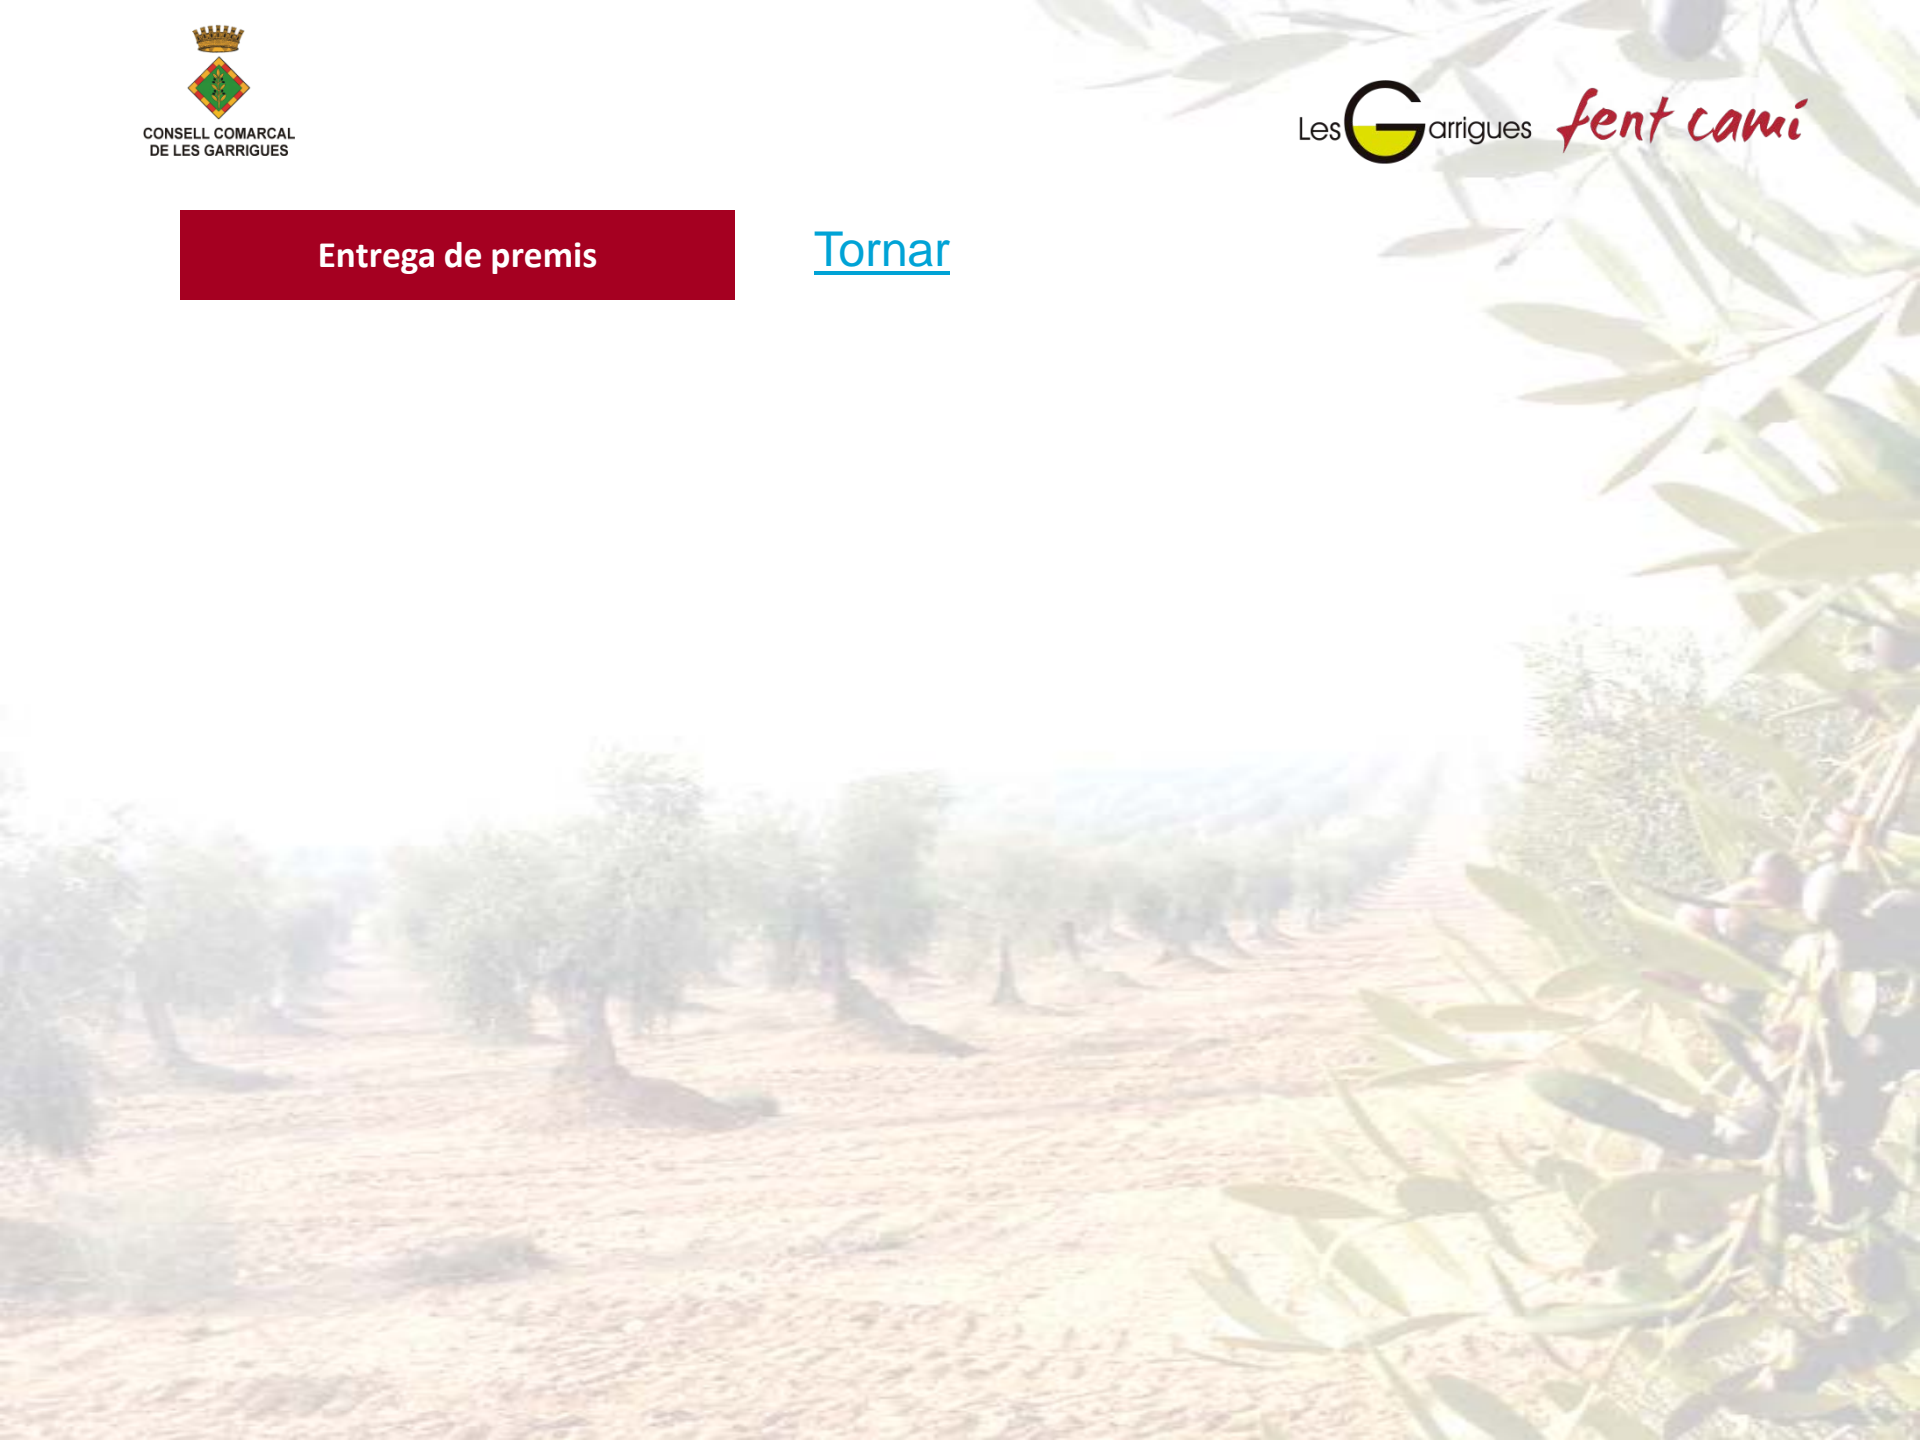 CONSELL COMARCAL
DE LES GARRIGUES
Les Garrigues fent camí
Entrega de premis
Tornar